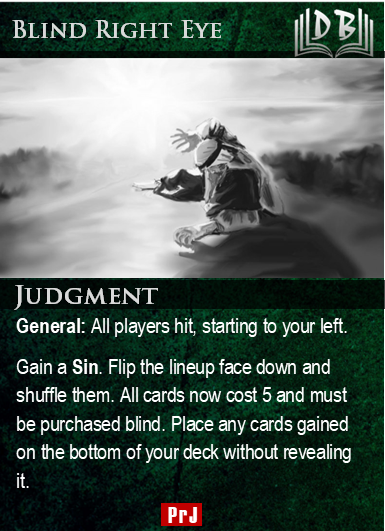 Blind Right Eye
DB
Judgment
General: All players hit, starting to your left.
Gain a Sin. Flip the lineup face down and
shuffle them. All cards now cost 5 and must
be purchased blind. Place any cards gained
on the bottom of your deck without revealing
it.
PrJ